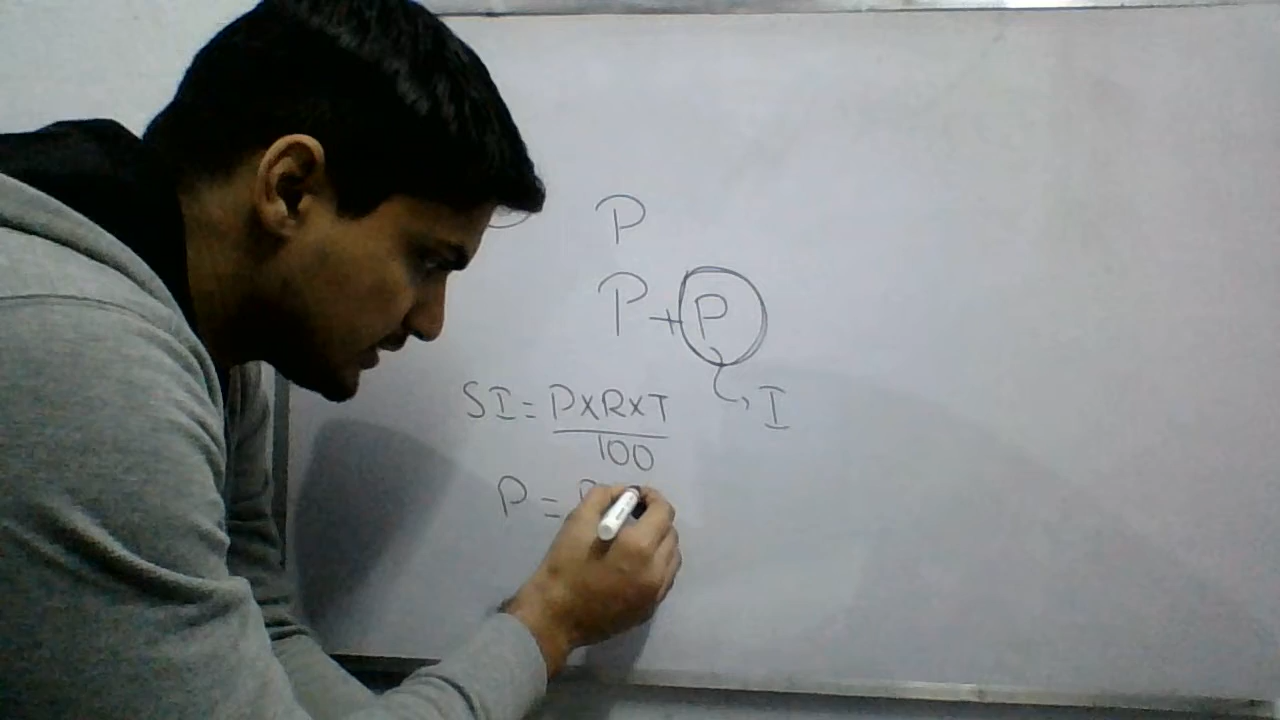 P
P+P
I
SI = P×R×T
100
P = P